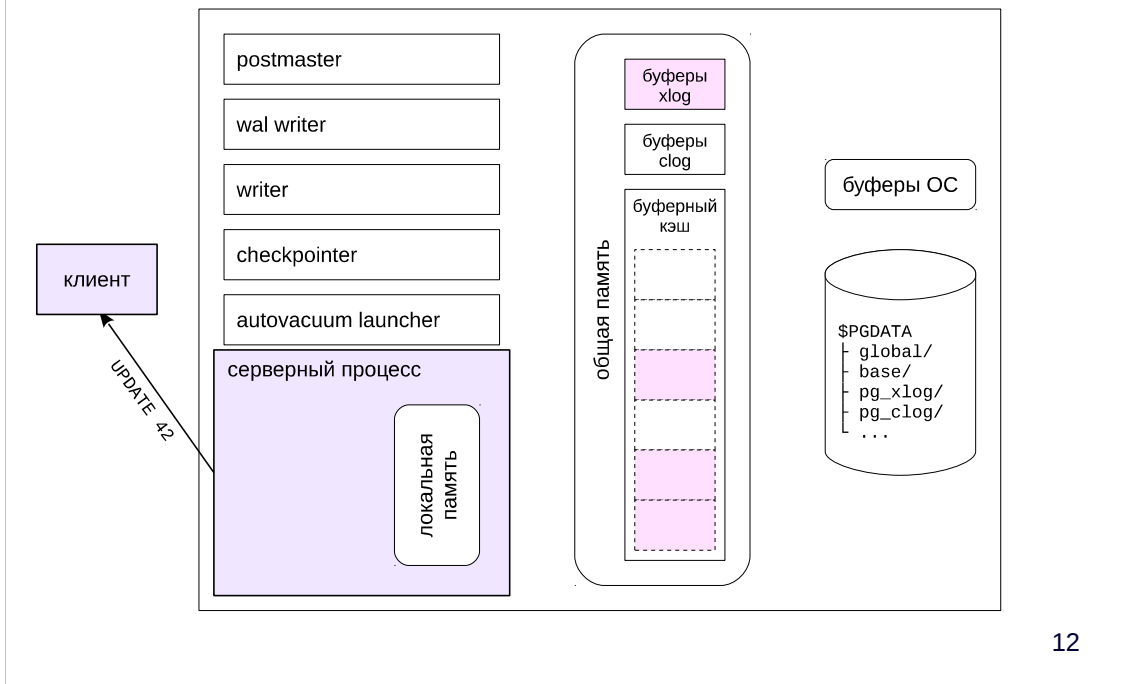 postmaster
wal writer
writer
checkpointer
autovacuum launcher
серверный процесс
локальная
память
клиент
UPDATE 42
общая память
буферы
xlog
буферы
clog
буферный
кэш
буферы ОС
$PGDATA
├ global/
├ base/
├ pg_xlog/
├ pg_clog/
└ ...
12